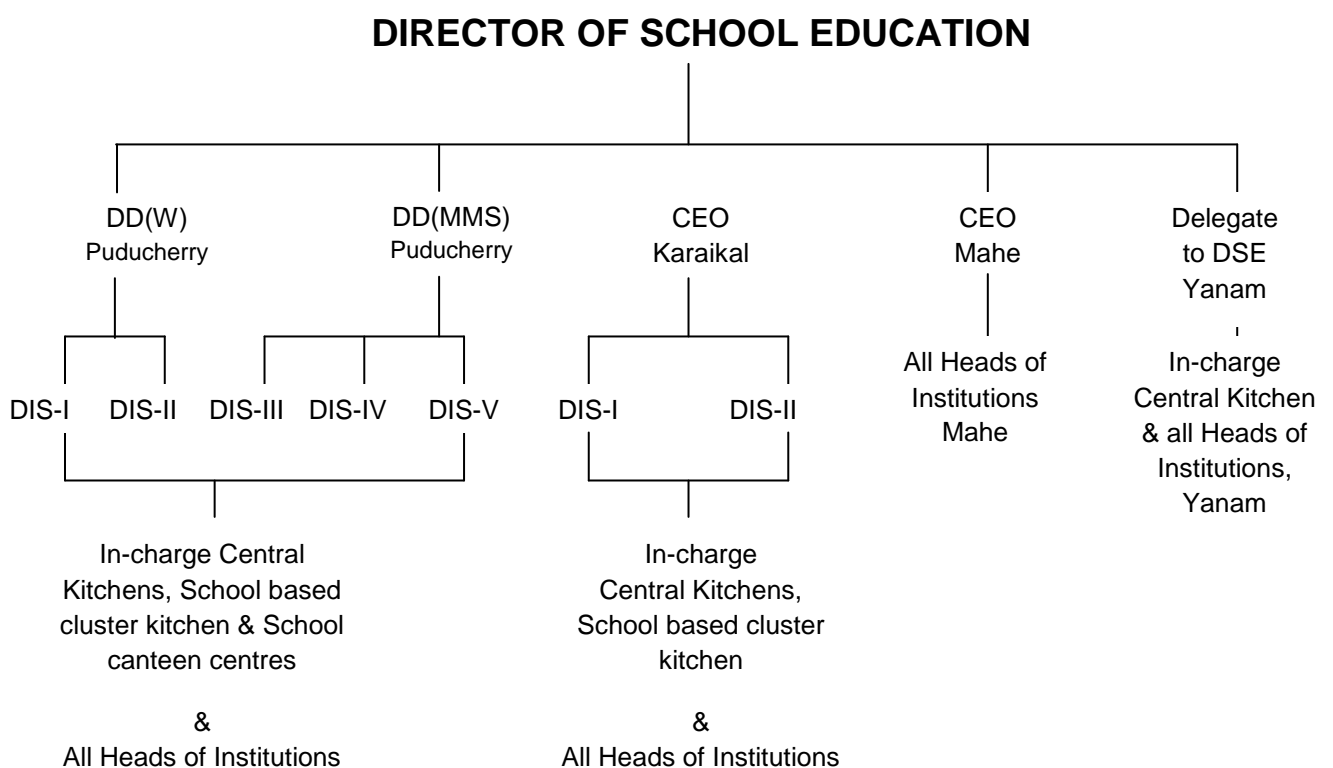 DIRECTOR OF SCHOOL EDUCATION
DD(W)
Puducherry
DD(MMS)
Puducherry
CEO
Karaikal
CEO
Mahe
Delegate
to DSE
Yanam
DIS-I
DIS-II
DIS-III
DIS-IV
DIS-V
DIS-I
DIS-II
All Heads of
Institutions
Mahe
In-charge
Central Kitchen
& all Heads of
Institutions,
Yanam
In-charge Central
Kitchens, School based
cluster kitchen & School
canteen centres
&
All Heads of Institutions
In-charge
Central Kitchens,
School based cluster
kitchen
&
All Heads of Institutions